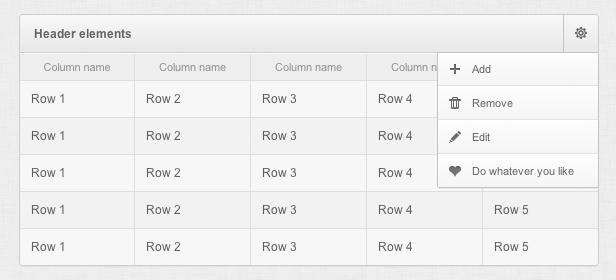 Header elements
Column name Column name Column name Column n
Add
Remove
Edit
Do whatever you like
Row 1 Row 2 Row 3 Row 4
Row 1 Row 2 Row 3 Row 4
Row 1 Row 2 Row 3 Row 4
Row 1 Row 2 Row 3 Row 4 Row 5
Row 1 Row 2 Row 3 Row 4 Row 5